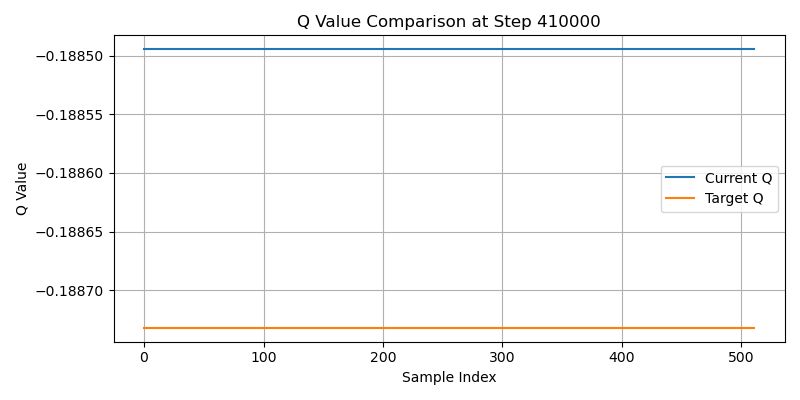 Q Value Comparison at Step 410000
−0.18850
−0.18855
−0.18860
−0.18865
−0.18870
Q Value
Current Q
Target Q
0 100 200 300 400 500
Sample Index